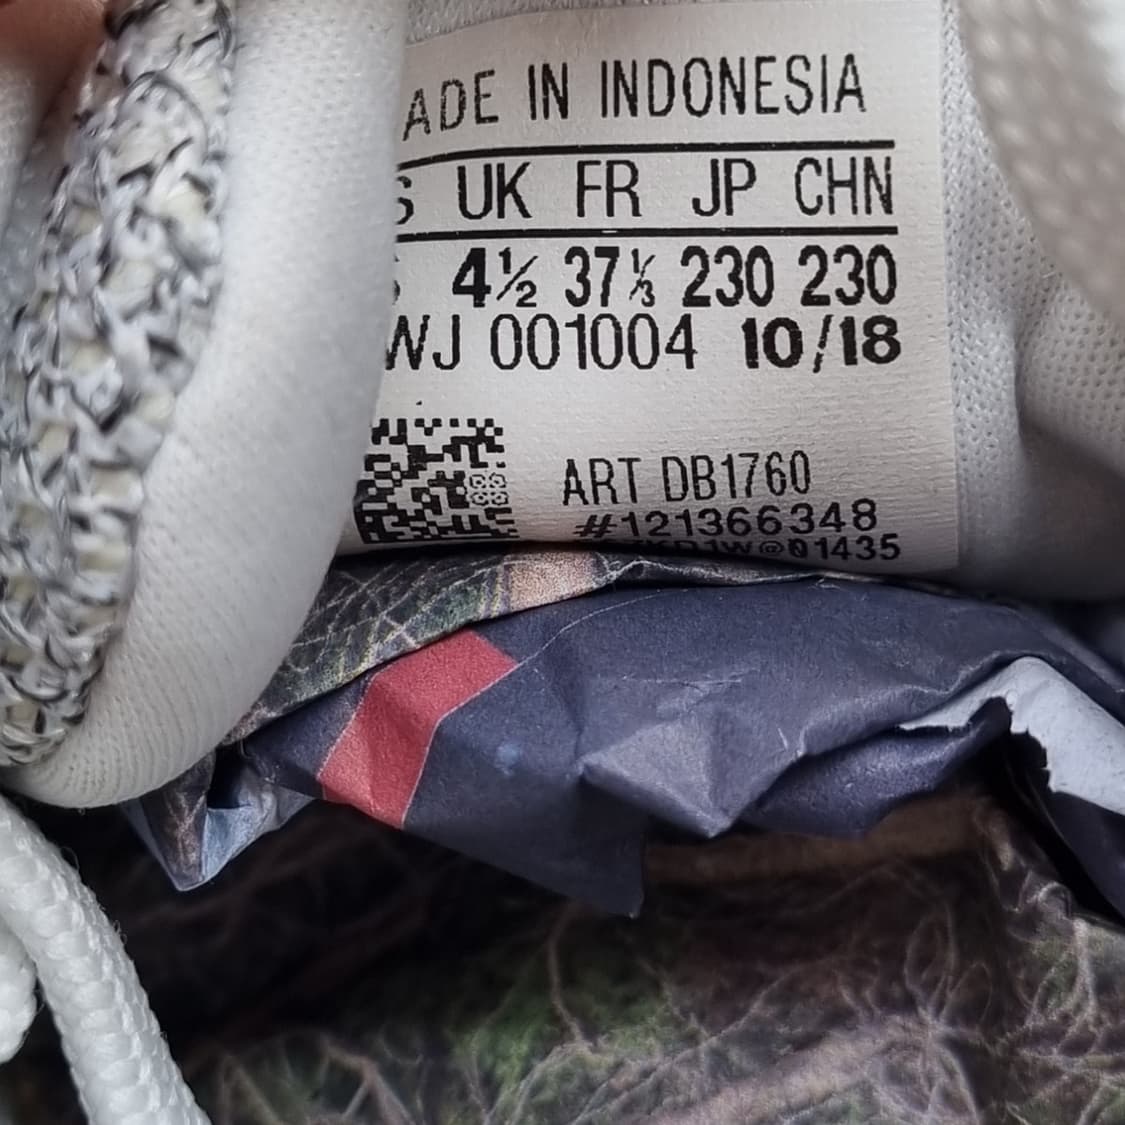 ADE IN INDONESIA
S UK FR JP CHN
4½ 37⅓ 230 230
WJ 001004 10/18
ART DB1760
#121366348